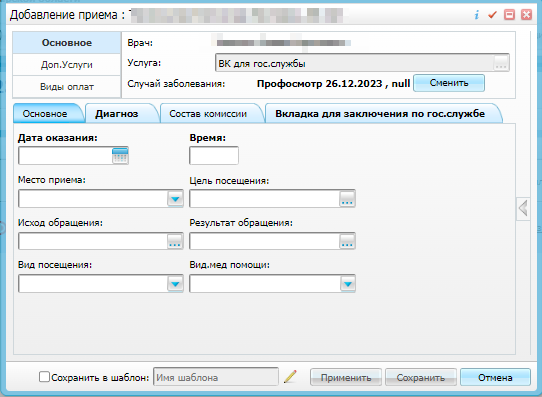 Добавление приема :
Основное
Доп.Услуги
Виды оплат
Врач:
Услуга: ВК для гос.службы
Случай заболевания: Профосмотр 26.12.2023 , null Сменить
Основное Диагноз Состав комиссии Вкладка для заключения по гос.службе
Дата оказания: Время:
Место приема: Цель посещения:
Исход обращения: Результат обращения:
Вид посещения: Вид.мед помощи:
Сохранить в шаблон: Имя шаблона Применить Сохранить Отмена